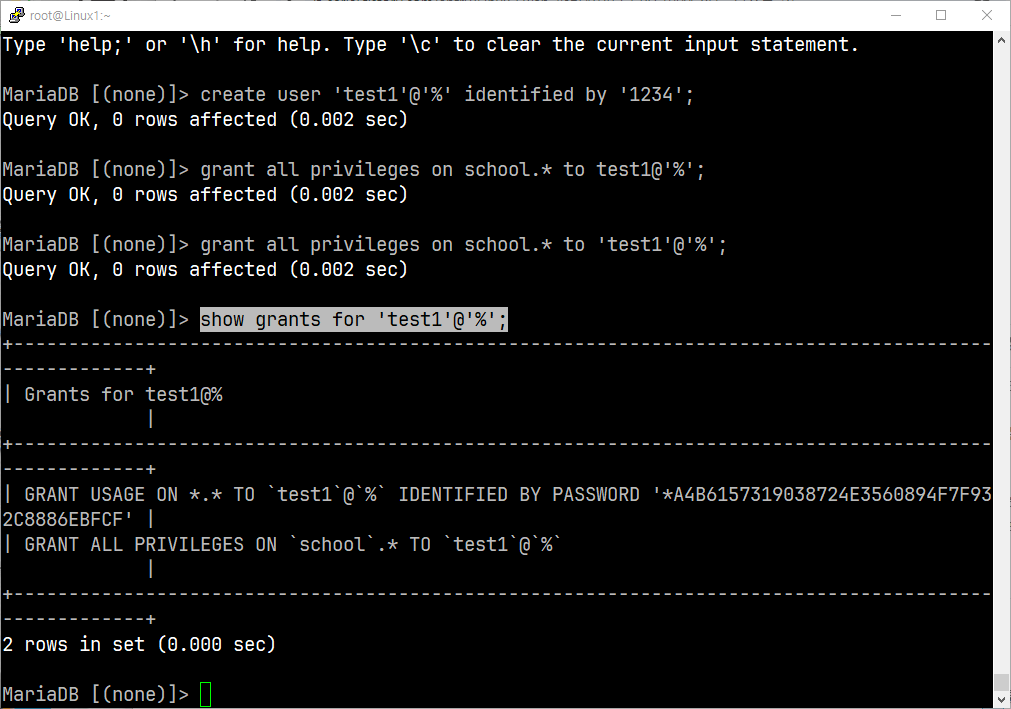 root@Linux1:~
Type 'help;' or '\h' for help. Type '\c' to clear the current input statement.
MariaDB [(none)]> create user 'test1'@'%' identified by '1234';
Query OK, 0 rows affected (0.002 sec)
MariaDB [(none)]> grant all privileges on school.* to test1@'%';
Query OK, 0 rows affected (0.002 sec)
MariaDB [(none)]> grant all privileges on school.* to 'test1'@'%';
Query OK, 0 rows affected (0.002 sec)
MariaDB [(none)]> show grants for 'test1'@'%';
+-----------------------------------------------------------------------------------------
-------------+
| Grants for test1@%
             |
+-----------------------------------------------------------------------------------------
-------------+
| GRANT USAGE ON *.* TO `test1`@`%` IDENTIFIED BY PASSWORD '*A4B6157319038724E3560894F7F93
2C8886EBFCF' |
| GRANT ALL PRIVILEGES ON `school`.* TO `test1`@`%`
             |
+-----------------------------------------------------------------------------------------
-------------+
2 rows in set (0.000 sec)
MariaDB [(none)]>